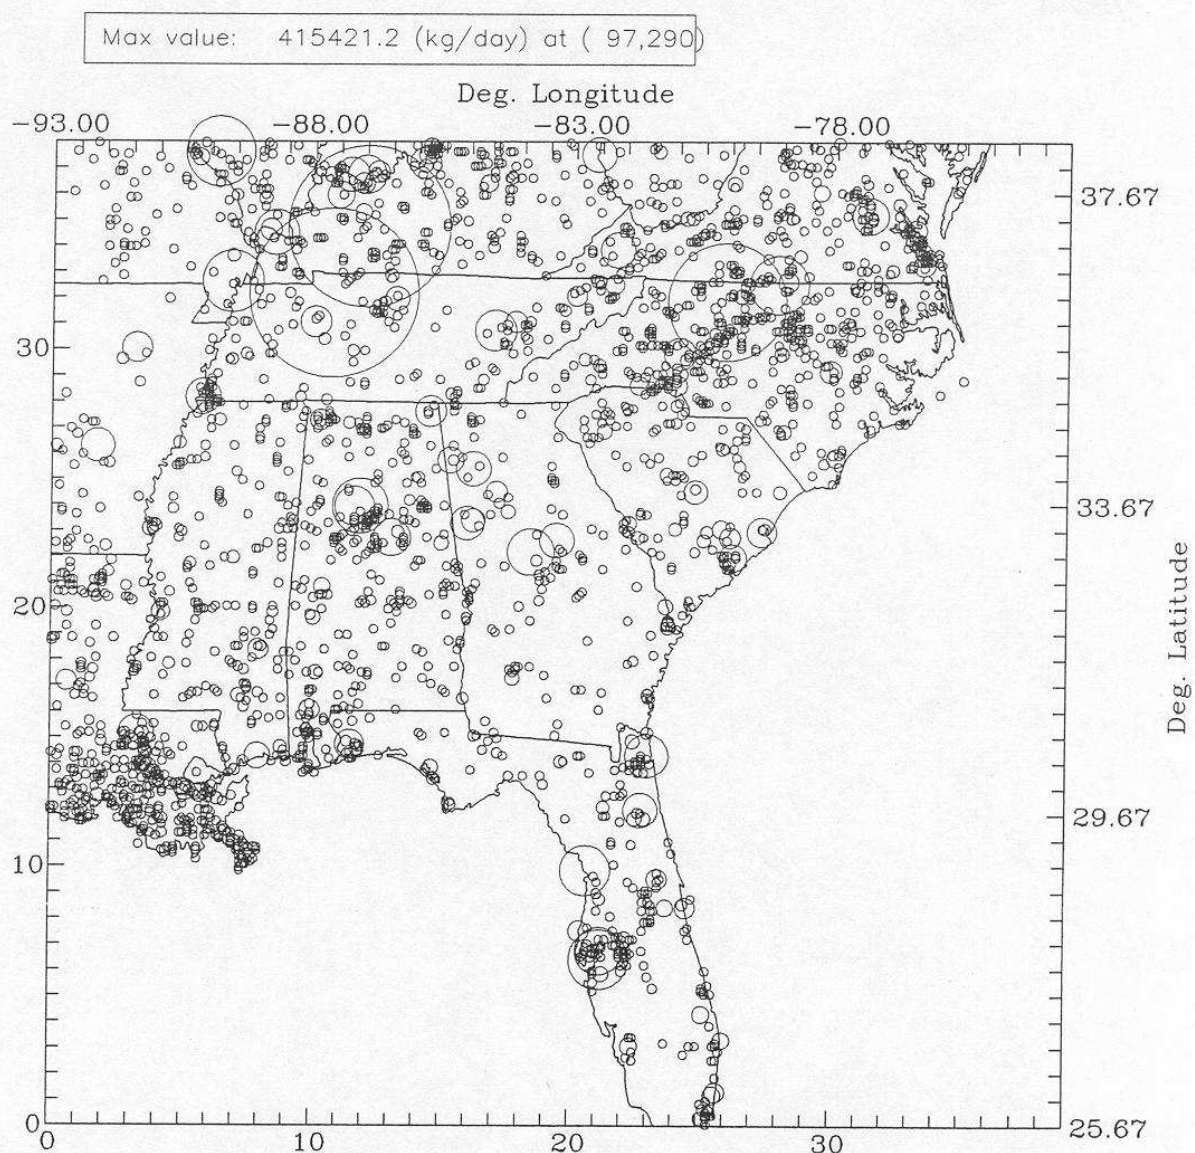 Max value: 415421.2 (kg/day) at ( 97,290)
Deg. Longitude
-93.00 -88.00 -83.00 -78.00
37.67
30
33.67
20
Deg. Latitude
29.67
10
0
25.67
0 10 20 30